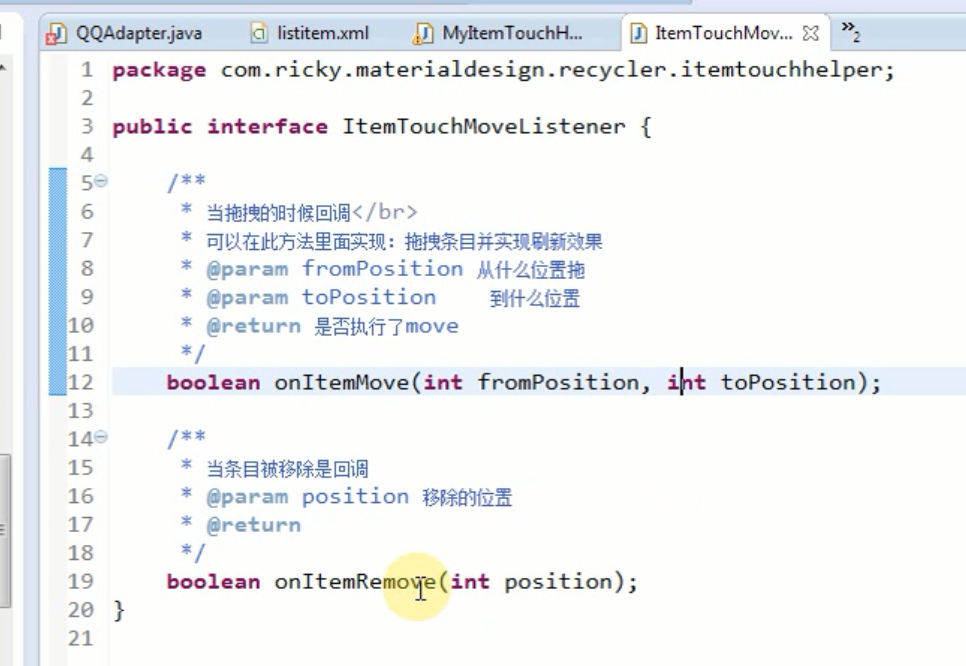 QQAdapter.java listitem.xml MyItemTouchH... ItemTouchMov... »2
1 package com.ricky.materialdesign.recycler.itemtouchhelper;
2
3 public interface ItemTouchMoveListener {
4
5 /**
6 * 当拖拽的时候回调</br>
7 * 可以在此方法里面实现：拖拽条目并实现刷新效果
8 * @param fromPosition 从什么位置拖
9 * @param toPosition 到什么位置
10 * @return 是否执行了move
11 */
12 boolean onItemMove(int fromPosition, int toPosition);
13
14 /**
15 * 当条目被移除是回调
16 * @param position 移除的位置
17 * @return
18 */
19 boolean onItemRemove(int position);
20 }
21